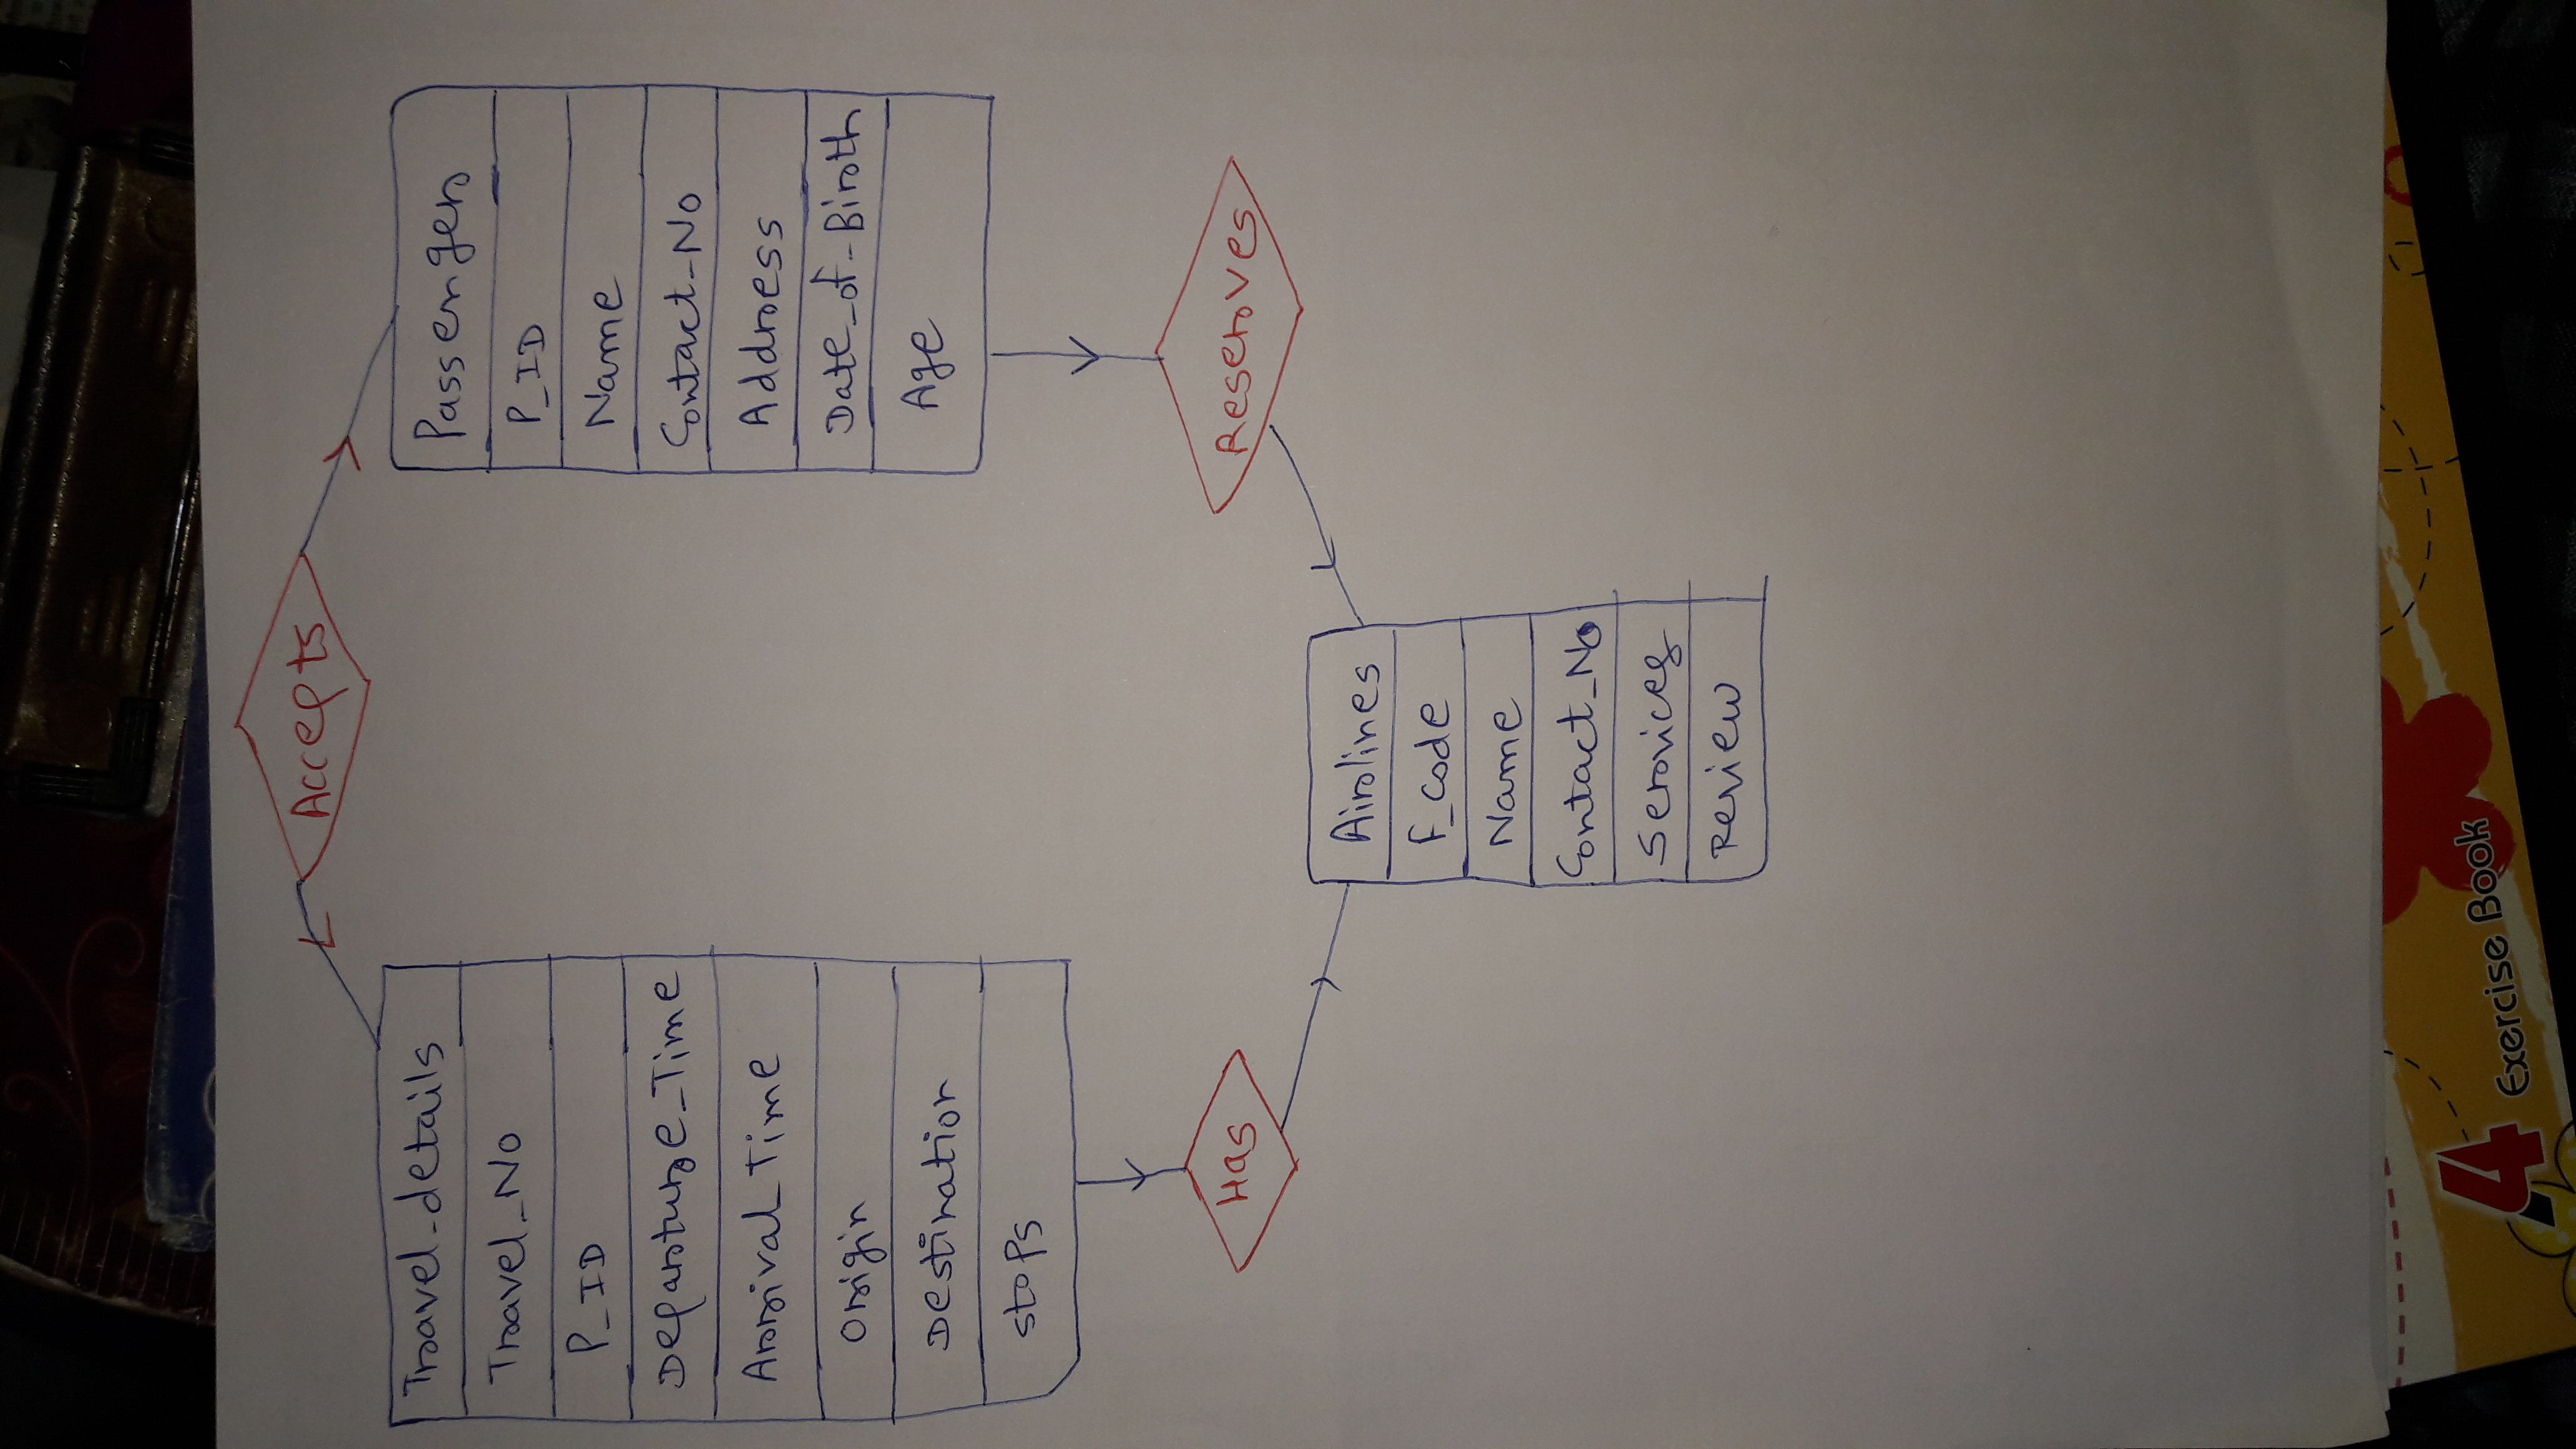 Accepts
Travel_details
Travel_No
P_ID
Departure_Time
Arrival Time
Origin
Destination
stops
Passenger
P_ID
Name
Contact_No
Address
Date_of_Birth
Age
Has
Reserves
Airlines
F_Code
Name
Contact_No
Services
Review
4
Exercise Book